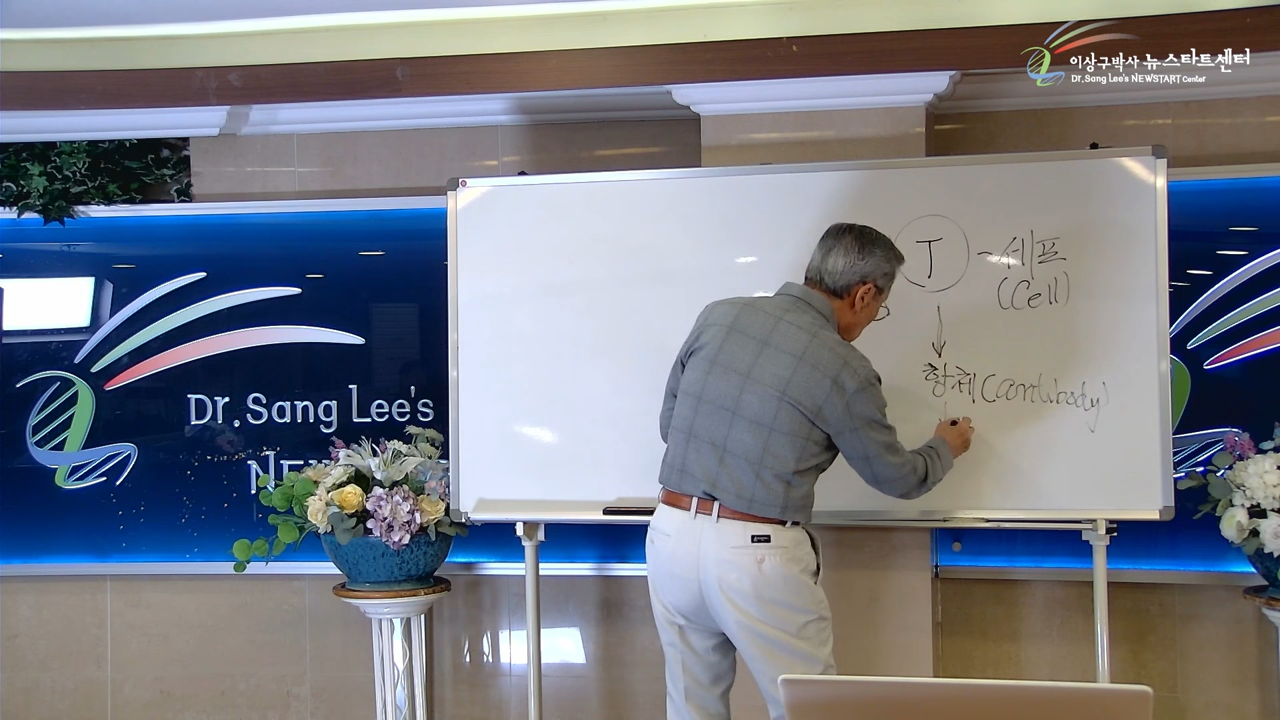 이상구박사 뉴스타트센터
Dr. Sang Lee's NEWSTART Center
T - 세포
(Cell)
항체 (antibody)
Dr. Sang Lee's